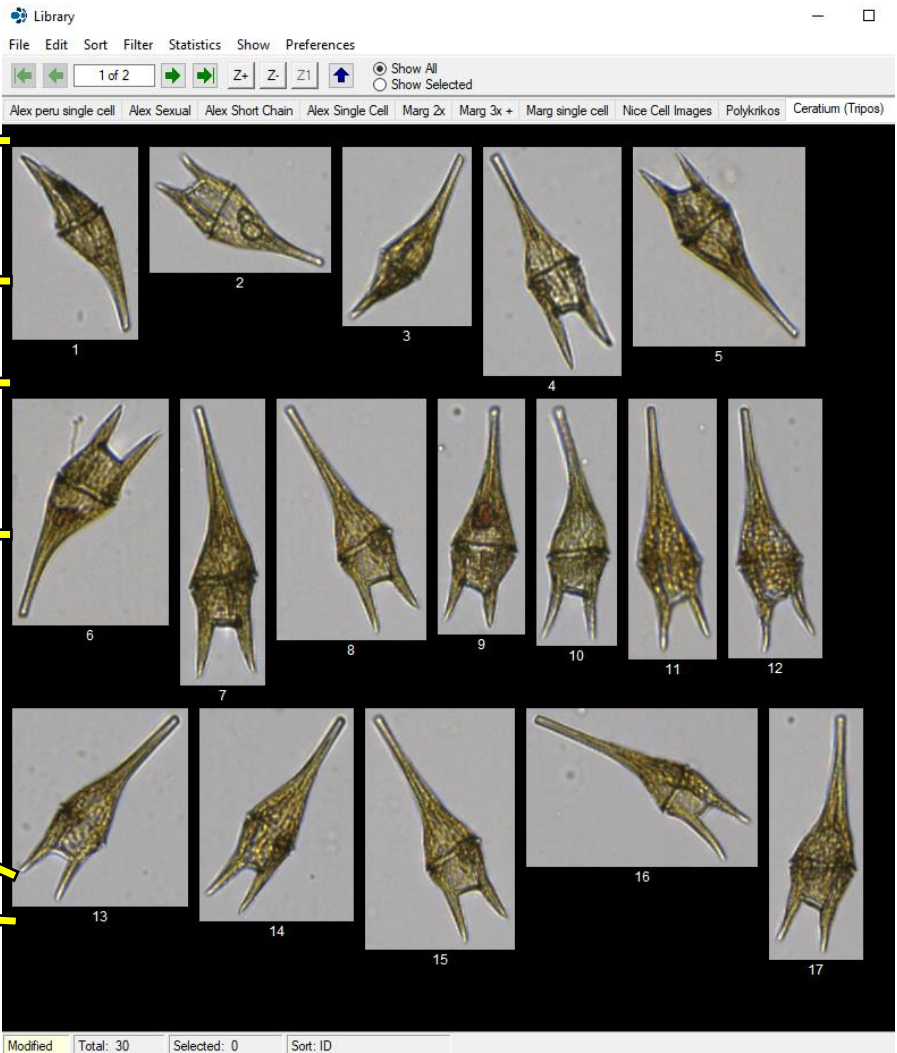 Library
File Edit Sort Filter Statistics Show Preferences
1 of 2 Z+ Z- Z1 Show All
Show Selected
Alex peru single cell Alex Sexual Alex Short Chain Alex Single Cell Marg 2x Marg 3x + Marg single cell Nice Cell Images Polykrikos Ceratium (Tripos)
1 2 3 4 5
6 7 8 9 10 11 12
13 14 15 16 17
Modified Total: 30 Selected: 0 Sort: ID